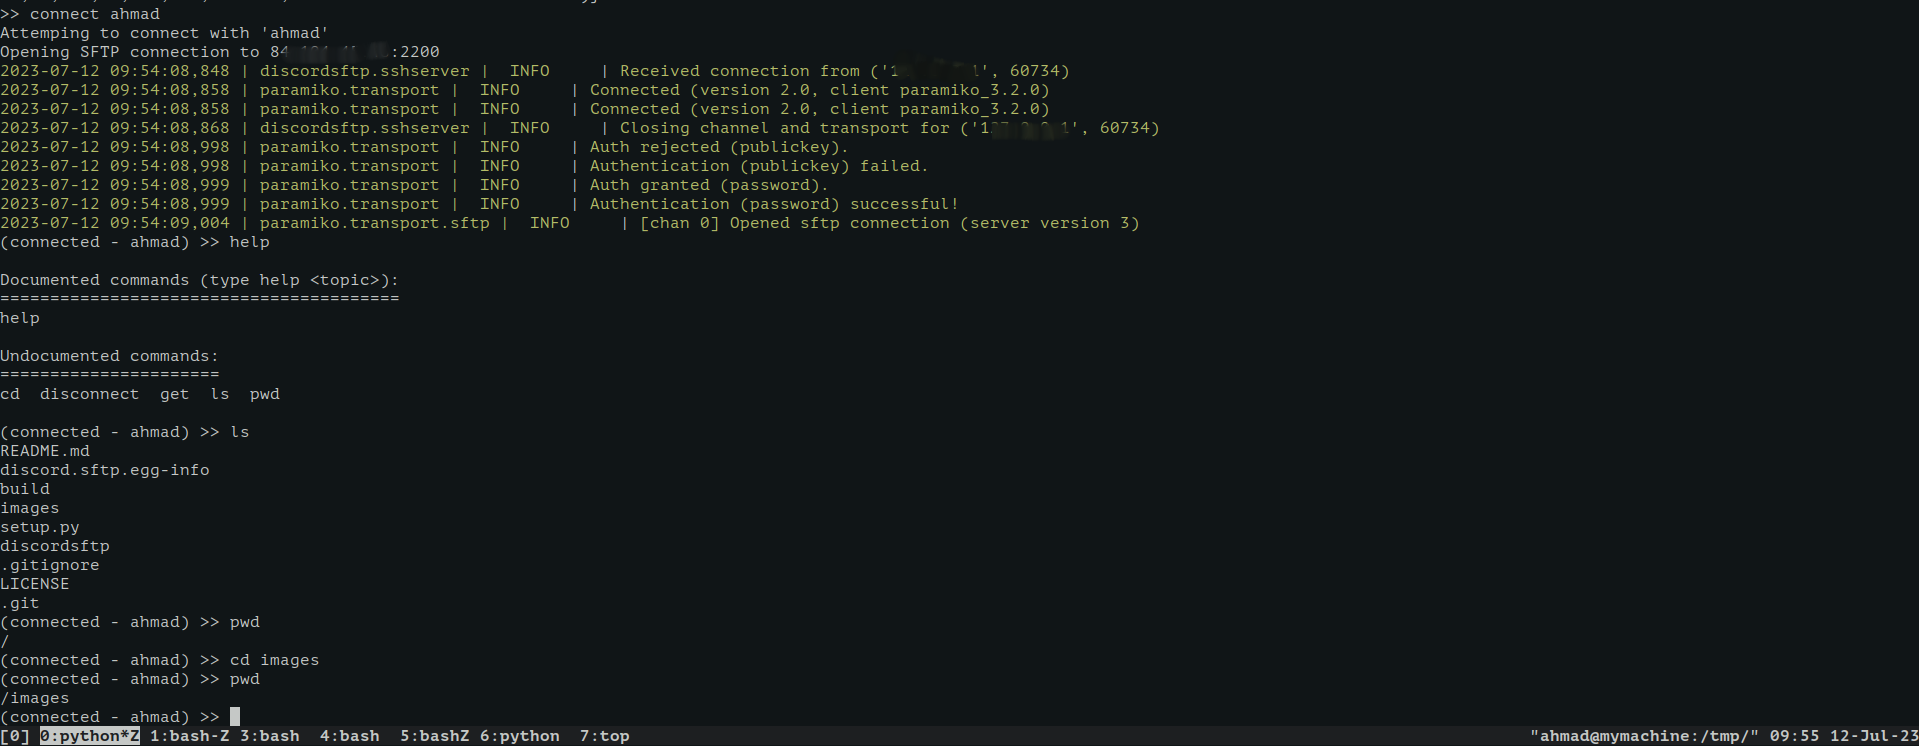 >> connect ahmad
Attemping to connect with 'ahmad'
Opening SFTP connection to 84 :2200
2023-07-12 09:54:08,848 | discordsftp.sshserver |  INFO     | Received connection from ('1 1', 60734)
2023-07-12 09:54:08,858 | paramiko.transport |  INFO     | Connected (version 2.0, client paramiko_3.2.0)
2023-07-12 09:54:08,858 | paramiko.transport |  INFO     | Connected (version 2.0, client paramiko_3.2.0)
2023-07-12 09:54:08,868 | discordsftp.sshserver |  INFO     | Closing channel and transport for ('1 1', 60734)
2023-07-12 09:54:08,998 | paramiko.transport |  INFO     | Auth rejected (publickey).
2023-07-12 09:54:08,998 | paramiko.transport |  INFO     | Authentication (publickey) failed.
2023-07-12 09:54:08,999 | paramiko.transport |  INFO     | Auth granted (password).
2023-07-12 09:54:08,999 | paramiko.transport |  INFO     | Authentication (password) successful!
2023-07-12 09:54:09,004 | paramiko.transport.sftp |  INFO     | [chan 0] Opened sftp connection (server version 3)
(connected - ahmad) >> help
Documented commands (type help <topic>):
========================================
help
Undocumented commands:
======================
cd  disconnect  get  ls  pwd
(connected - ahmad) >> ls
README.md
discord.sftp.egg-info
build
images
setup.py
discordsftp
.gitignore
LICENSE
.git
(connected - ahmad) >> pwd
/
(connected - ahmad) >> cd images
(connected - ahmad) >> pwd
/images
(connected - ahmad) >>
[0] 0:python*Z 1:bash-Z 3:bash  4:bash  5:bashZ 6:python  7:top "ahmad@mymachine:/tmp/" 09:55 12-Jul-23